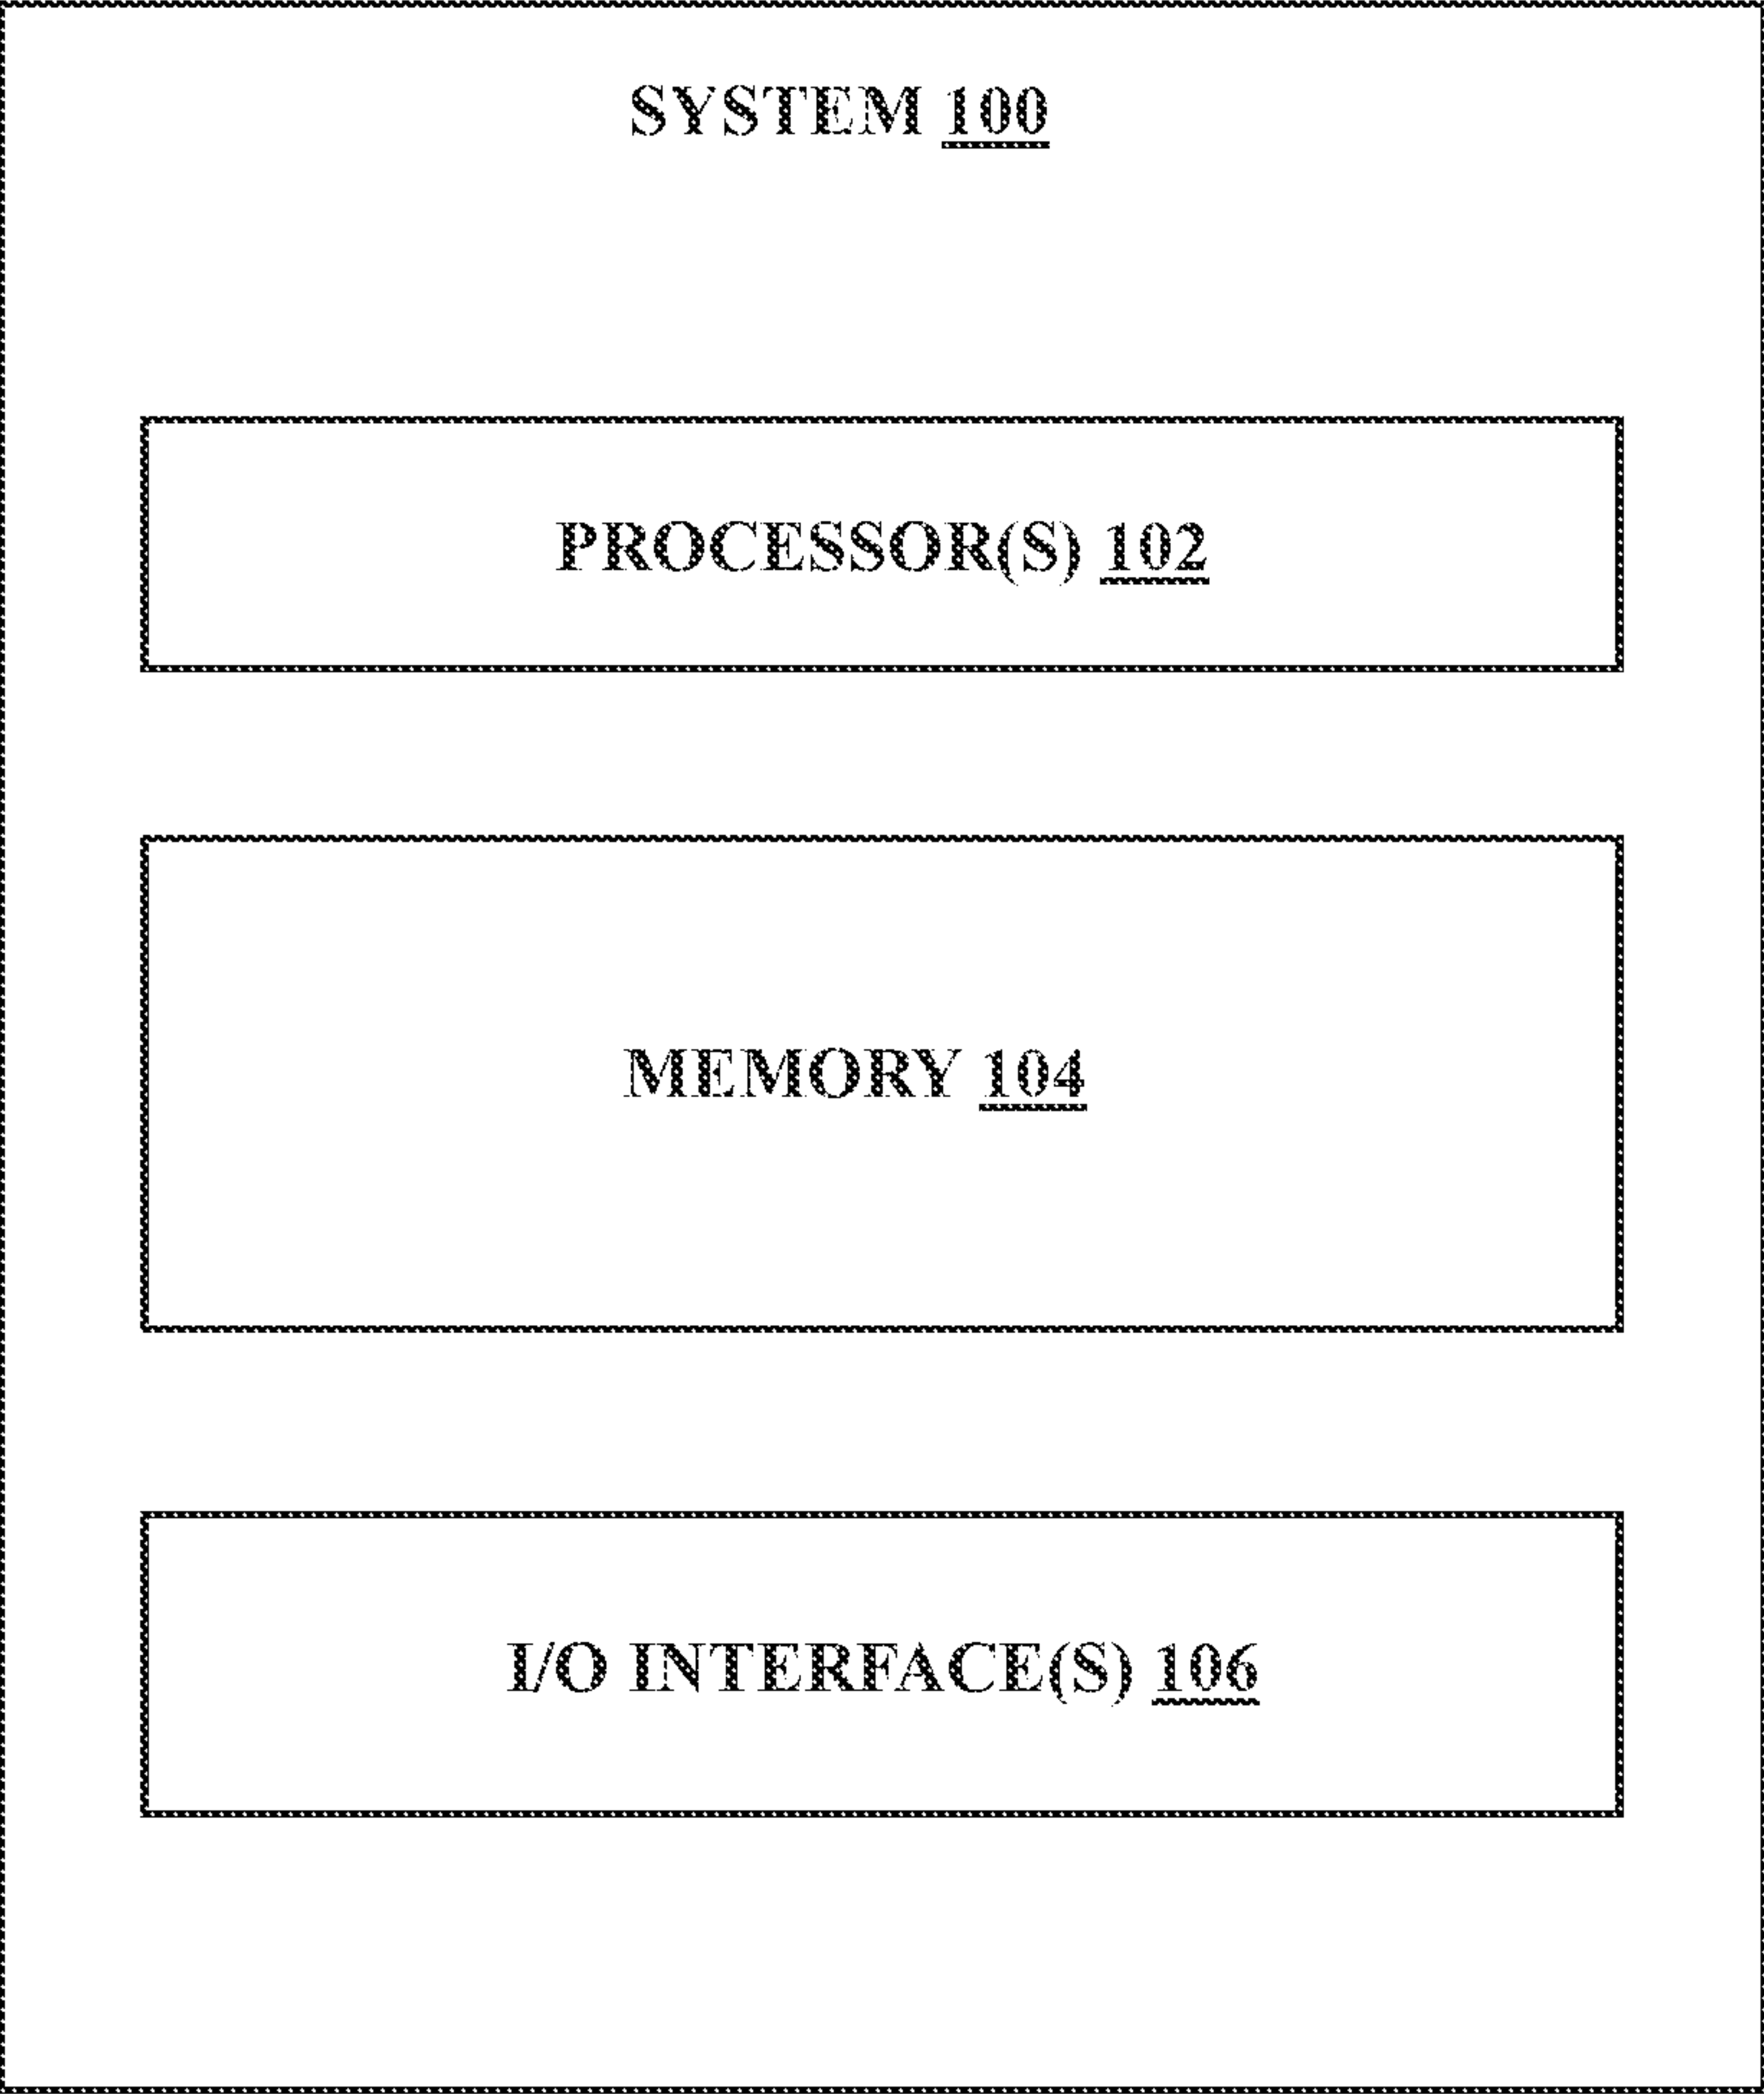 SYSTEM 100
PROCESSOR(S) 102
MEMORY 104
I/O INTERFACE(S) 106